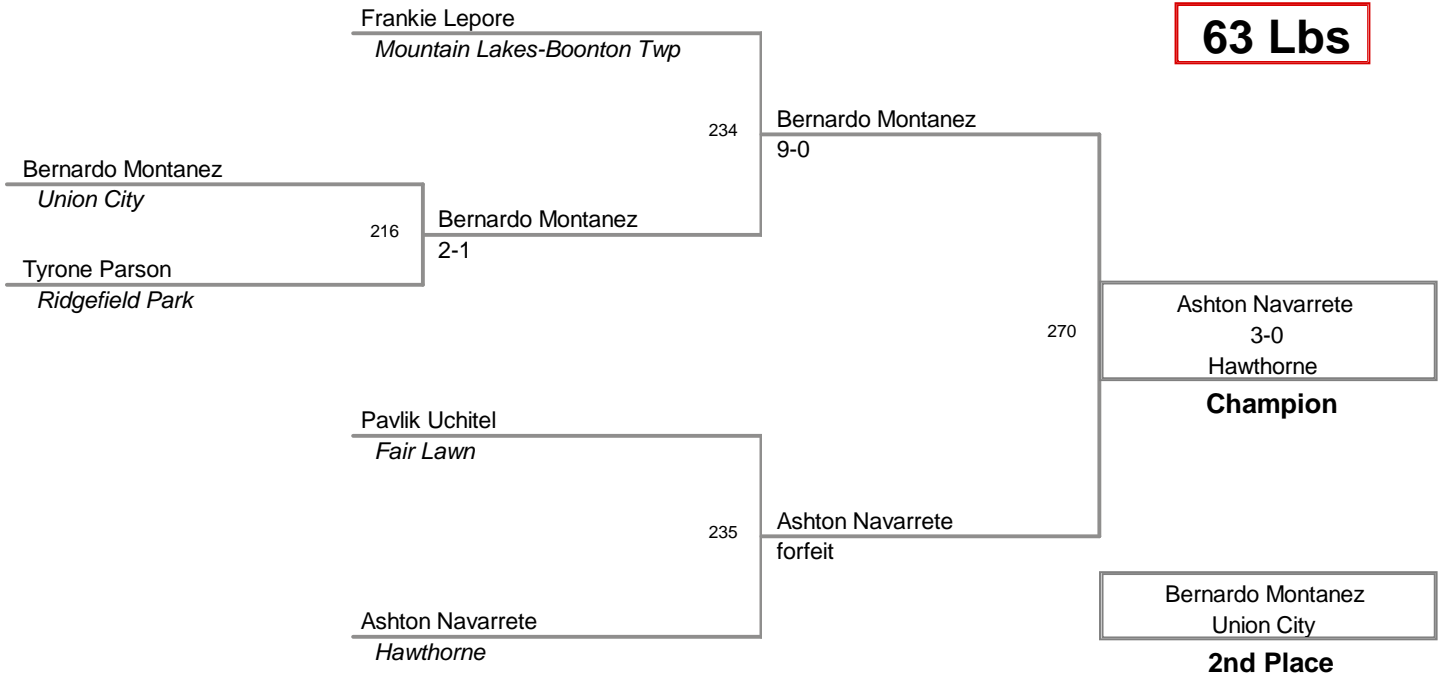 Frankie Lepore
63 Lbs
Mountain Lakes-Boonton Twp
234
Bernardo Montanez
9-0
Bernardo Montanez
Union City
216
Bernardo Montanez
2-1
Tyrone Parson
Ridgefield Park
270
Ashton Navarrete
3-0
Hawthorne
Champion
Pavlik Uchitel
Fair Lawn
235
Ashton Navarrete
forfeit
Ashton Navarrete
Hawthorne
Bernardo Montanez
Union City
2nd Place